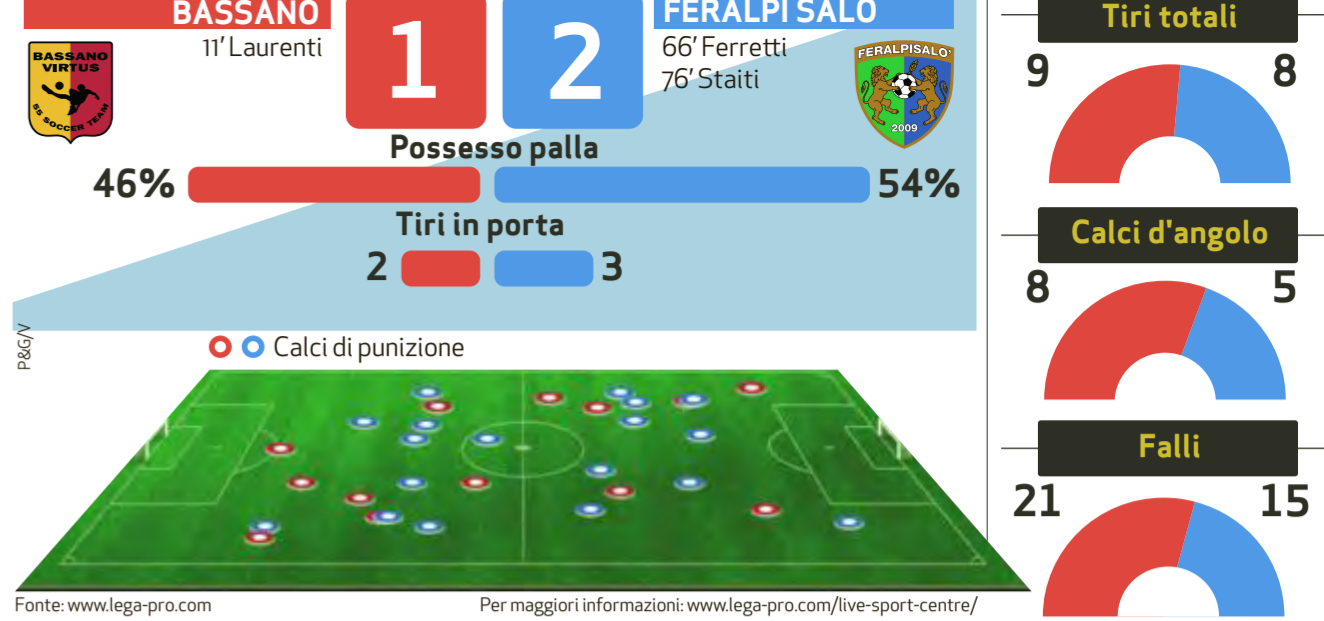 BASSANO
11’ Laurenti
BASSANO
VIRTUS
55 SOCCER TEAM
1
2
FERALPI SALO
66’ Ferretti
76’ Staiti
FERALPISALO'
2009
Possesso palla
46%
54%
Tiri in porta
2
3
P&G/V
Calci di punizione
Fonte: www.lega-pro.com
Per maggiori informazioni: www.lega-pro.com/live-sport-centre/
Tiri totali
9
8
Calci d'angolo
8
5
Falli
21
15